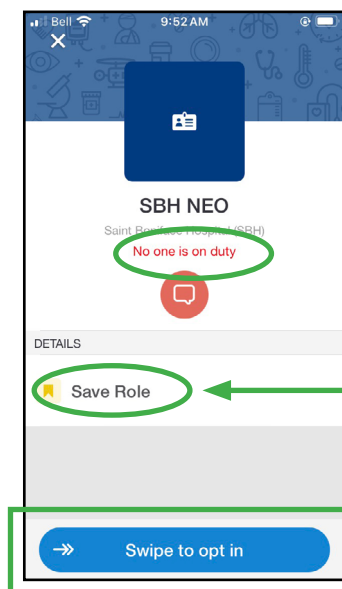 Bell 9:52 AM
SBH NEO
Saint Boniface Hospital (SBH)
No one is on duty
DETAILS
Save Role
Swipe to opt in